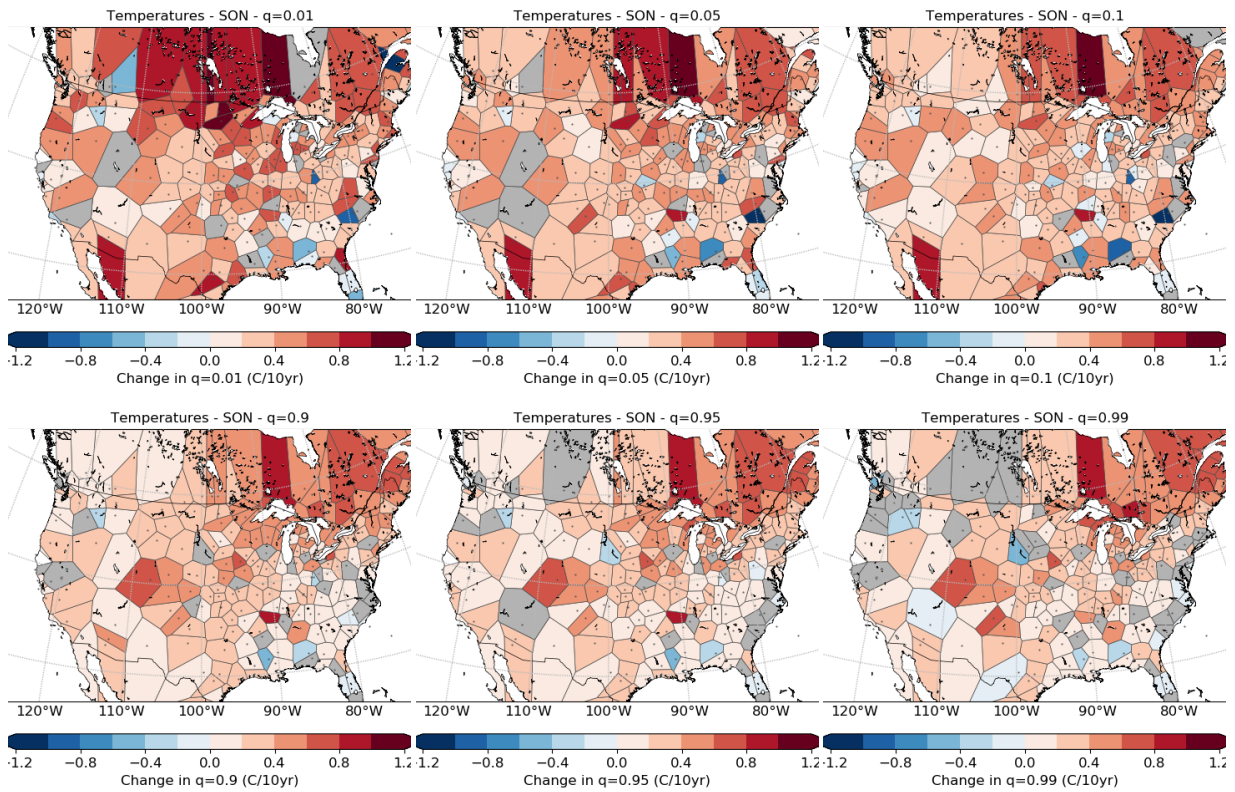 Temperatures - SON - q=0.01 Temperatures - SON - q=0.05 Temperatures - SON - q=0.1
120°W 110°W 100°W 90°W 80°W 120°W 110°W 100°W 90°W 80°W 120°W 110°W 100°W 90°W 80°W
-1.2 −0.8 −0.4 0.0 0.4 0.8 1.2 -1.2 −0.8 −0.4 0.0 0.4 0.8 1.2 -1.2 −0.8 −0.4 0.0 0.4 0.8 1.2
Change in q=0.01 (C/10yr) Change in q=0.05 (C/10yr) Change in q=0.1 (C/10yr)
Temperatures - SON - q=0.9 Temperatures - SON - q=0.95 Temperatures - SON - q=0.99
120°W 110°W 100°W 90°W 80°W 120°W 110°W 100°W 90°W 80°W 120°W 110°W 100°W 90°W 80°W
-1.2 −0.8 −0.4 0.0 0.4 0.8 1.2 -1.2 −0.8 −0.4 0.0 0.4 0.8 1.2 -1.2 −0.8 −0.4 0.0 0.4 0.8 1.2
Change in q=0.9 (C/10yr) Change in q=0.95 (C/10yr) Change in q=0.99 (C/10yr)